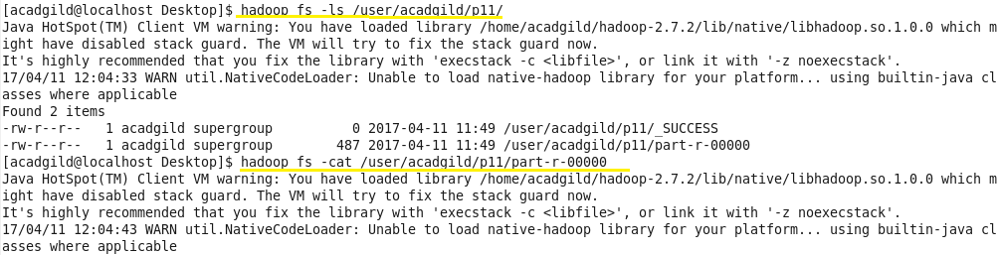 [acadgild@localhost Desktop]$ hadoop fs -ls /user/acadgild/p11/
Java HotSpot(TM) Client VM warning: You have loaded library /home/acadgild/hadoop-2.7.2/lib/native/libhadoop.so.1.0.0 which m
ight have disabled stack guard. The VM will try to fix the stack guard now.
It's highly recommended that you fix the library with 'execstack -c <libfile>', or link it with '-z noexecstack'.
17/04/11 12:04:33 WARN util.NativeCodeLoader: Unable to load native-hadoop library for your platform... using builtin-java cl
asses where applicable
Found 2 items
-rw-r--r--   1 acadgild supergroup          0 2017-04-11 11:49 /user/acadgild/p11/_SUCCESS
-rw-r--r--   1 acadgild supergroup        487 2017-04-11 11:49 /user/acadgild/p11/part-r-00000
[acadgild@localhost Desktop]$ hadoop fs -cat /user/acadgild/p11/part-r-00000
Java HotSpot(TM) Client VM warning: You have loaded library /home/acadgild/hadoop-2.7.2/lib/native/libhadoop.so.1.0.0 which m
ight have disabled stack guard. The VM will try to fix the stack guard now.
It's highly recommended that you fix the library with 'execstack -c <libfile>', or link it with '-z noexecstack'.
17/04/11 12:04:43 WARN util.NativeCodeLoader: Unable to load native-hadoop library for your platform... using builtin-java cl
asses where applicable